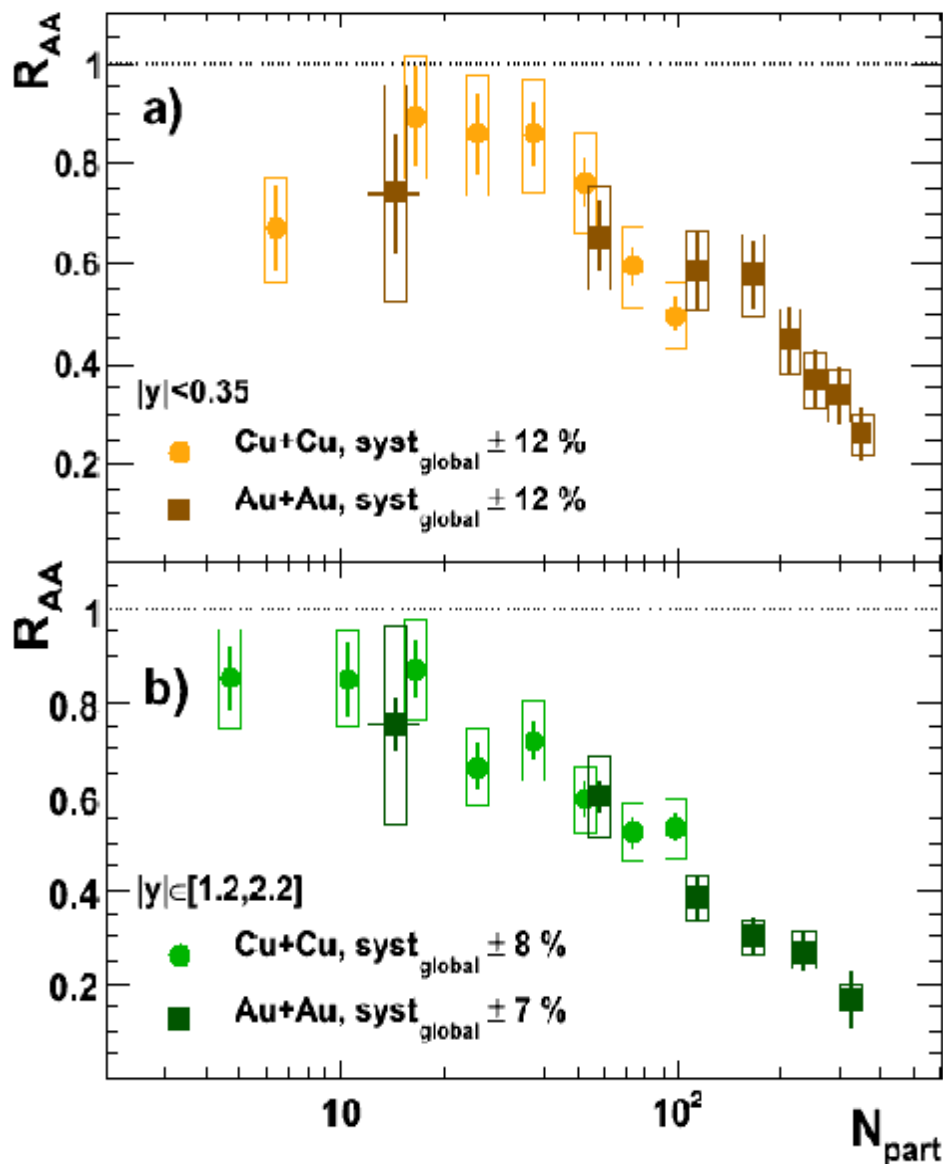 R_AA
1
a)
0.8
0.6
0.4
|y|<0.35
Cu+Cu, syst_global ± 12 %
0.2
Au+Au, syst_global ± 12 %
R_AA
1
b)
0.8
0.6
0.4
|y|∈[1.2,2.2]
Cu+Cu, syst_global ± 8 %
0.2
Au+Au, syst_global ± 7 %
10
10²
N_part